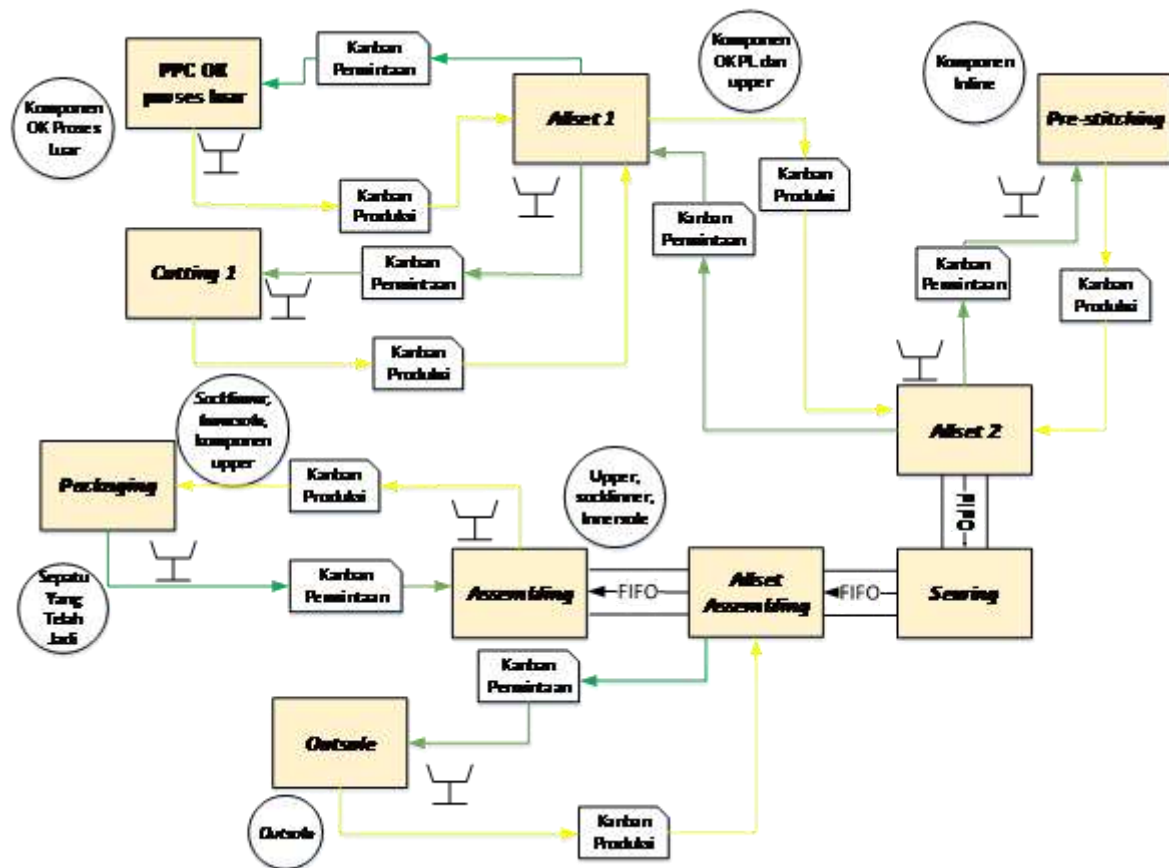 PPC OK
proses luar
Kanban
Permintaan
Komponen
OK Proses
Luar
Kanban
Produksi
Allset 1
Komponen
OK PL dan
upper
Komponen
Inline
Pre-stitching
Kanban
Produksi
Kanban
Permintaan
Cutting 1
Kanban
Permintaan
Kanban
Produksi
Kanban
Permintaan
Kanban
Produksi
Allset 2
Sockliner,
Innersole,
komponen
upper
Packaging
Kanban
Produksi
Upper,
sockliner,
Innersole
FIFO
Sepatu
Yang
Telah
Jadi
Kanban
Permintaan
Assembling
FIFO
Allset
Assembling
FIFO
Sewing
Kanban
Permintaan
Outsole
Outsole
Kanban
Produksi